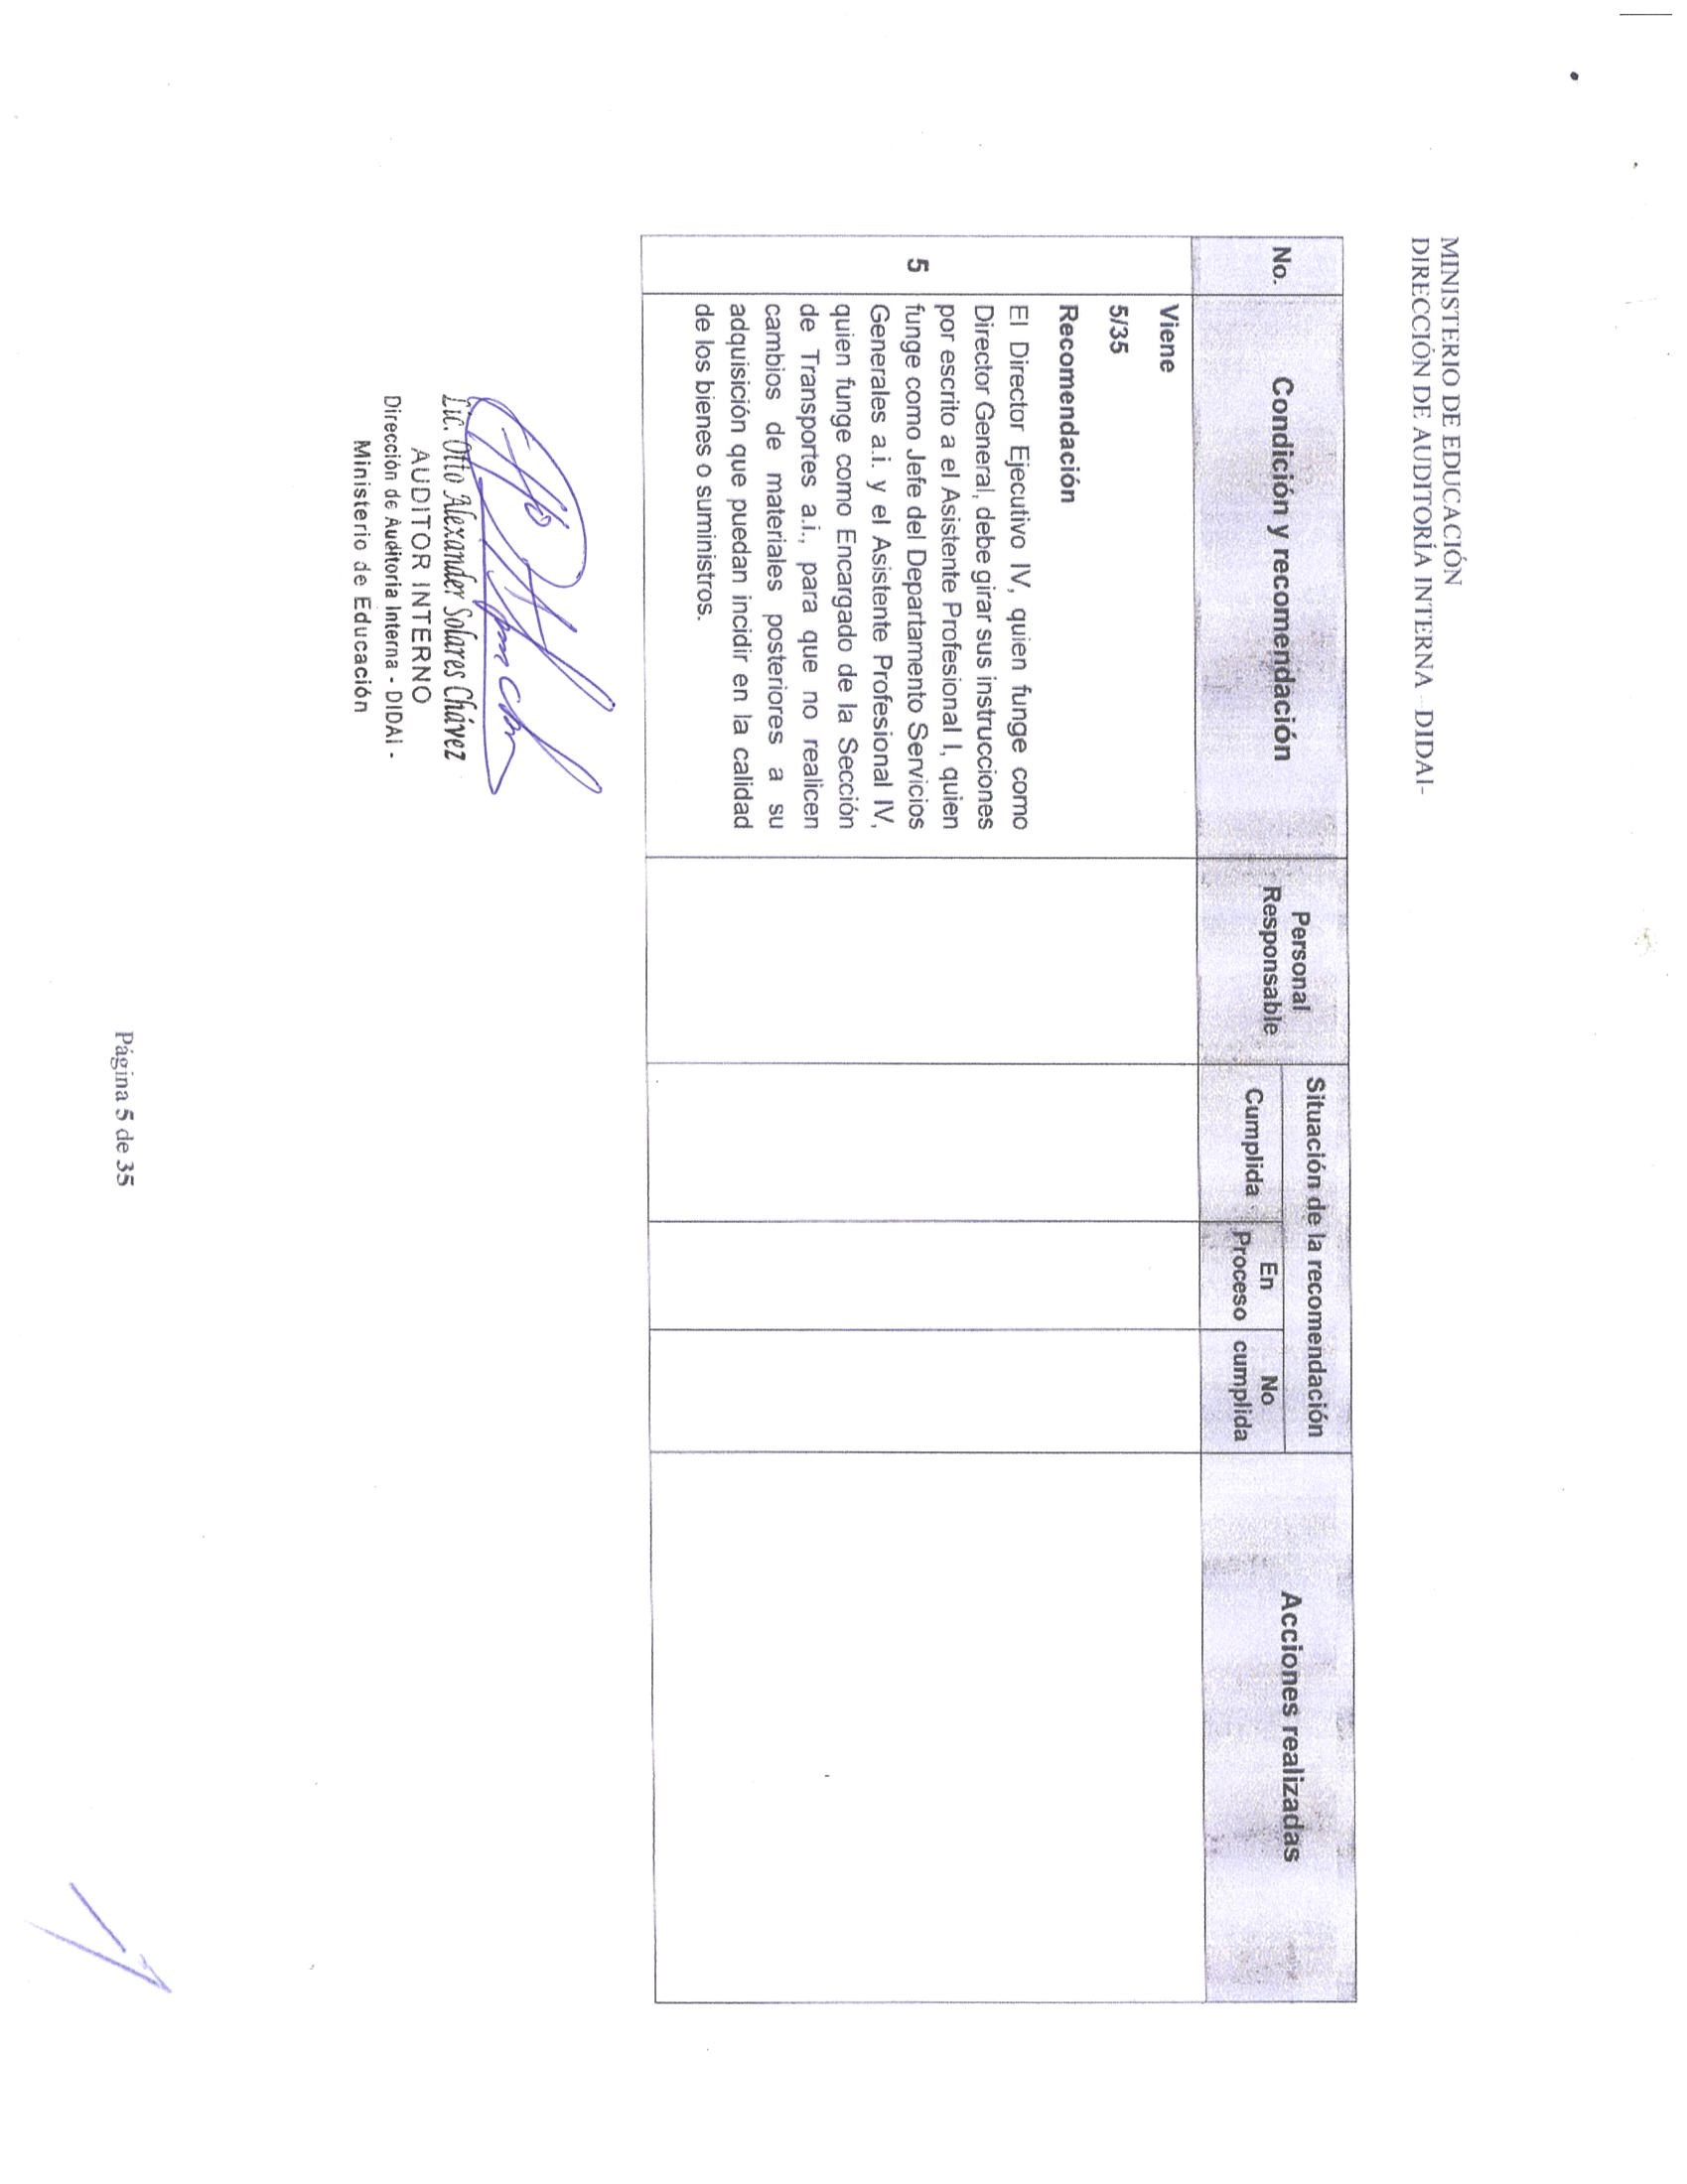 MINISTERIO DE EDUCACIÓN
DIRECCIÓN DE AUDITORÍA INTERNA -DIDAI-
No.
Condición y recomendación
Personal
Responsable
Situación de la recomendación
Cumplida
En
Proceso
No
cumplida
Acciones realizadas
5
Viene
5/35
Recomendación
El Director Ejecutivo IV, quien funge como
Director General, debe girar sus instrucciones
por escrito a el Asistente Profesional I, quien
funge como Jefe del Departamento Servicios
Generales a.i. y el Asistente Profesional IV,
quien funge como Encargado de la Sección
de Transportes a.i., para que no realicen
cambios de materiales posteriores a su
adquisición que puedan incidir en la calidad
de los bienes o suministros.
Lic. Otto Alexander Solares Chávez
AUDITOR INTERNO
Dirección de Auditoria Interna - DIDAI -
Ministerio de Educación
Página 5 de 35